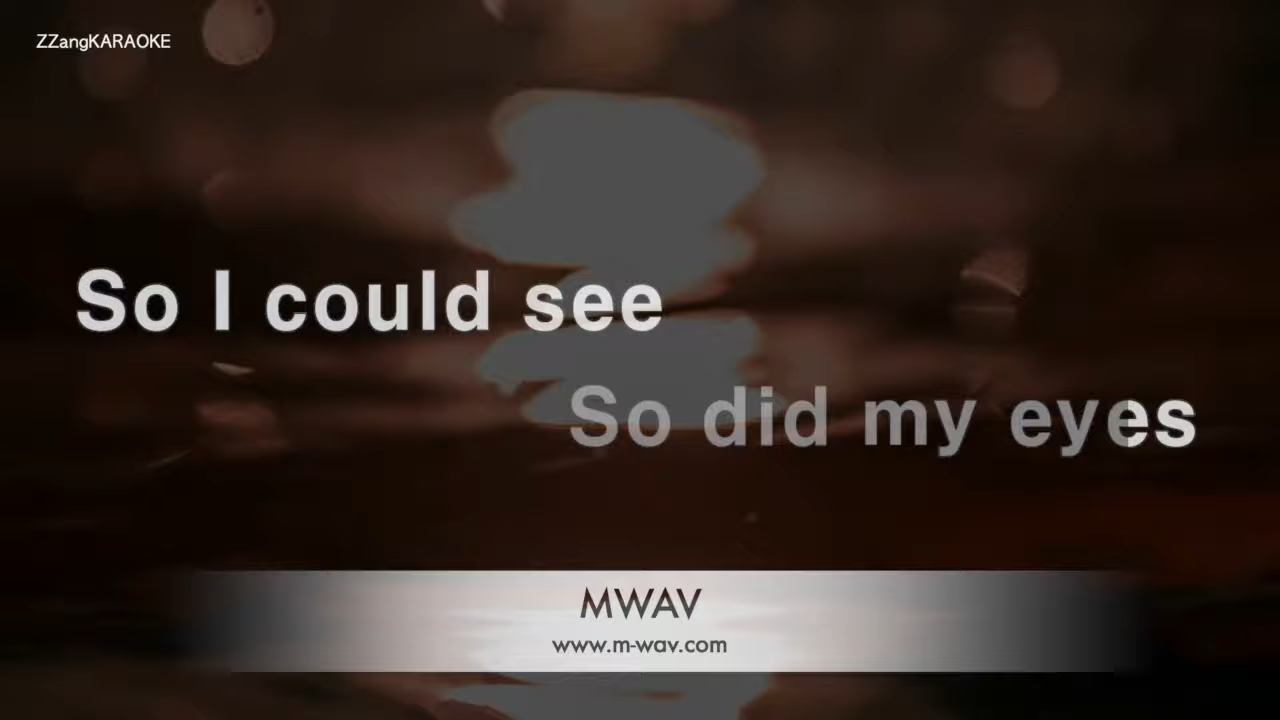 ZZangKARAOKE
So I could see
So did my eyes
MWAV
www.m-wav.com